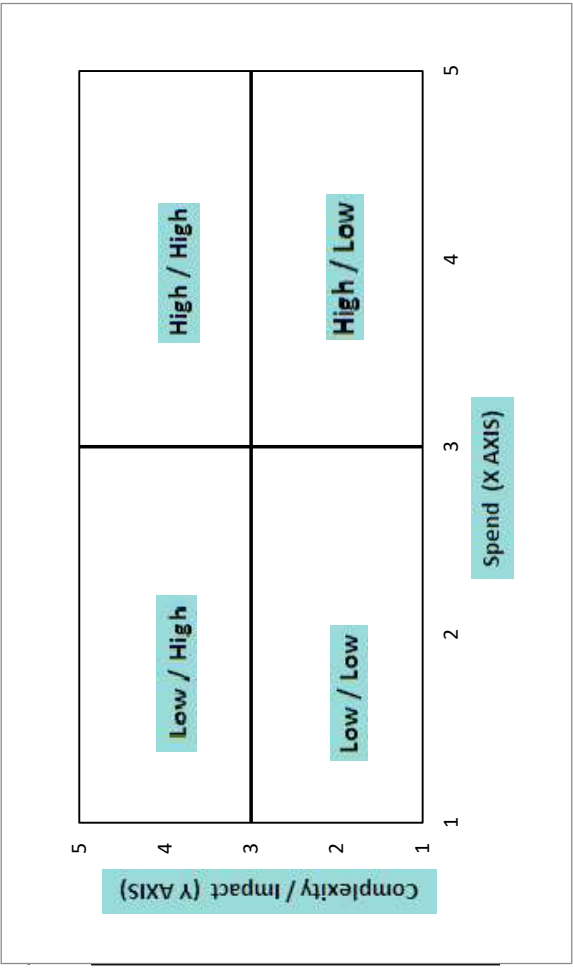 Complexity / Impact (Y AXIS)
5
4
3
2
1
Low / High
High / High
Low / Low
High / Low
1
2
3
4
5
Spend (X AXIS)